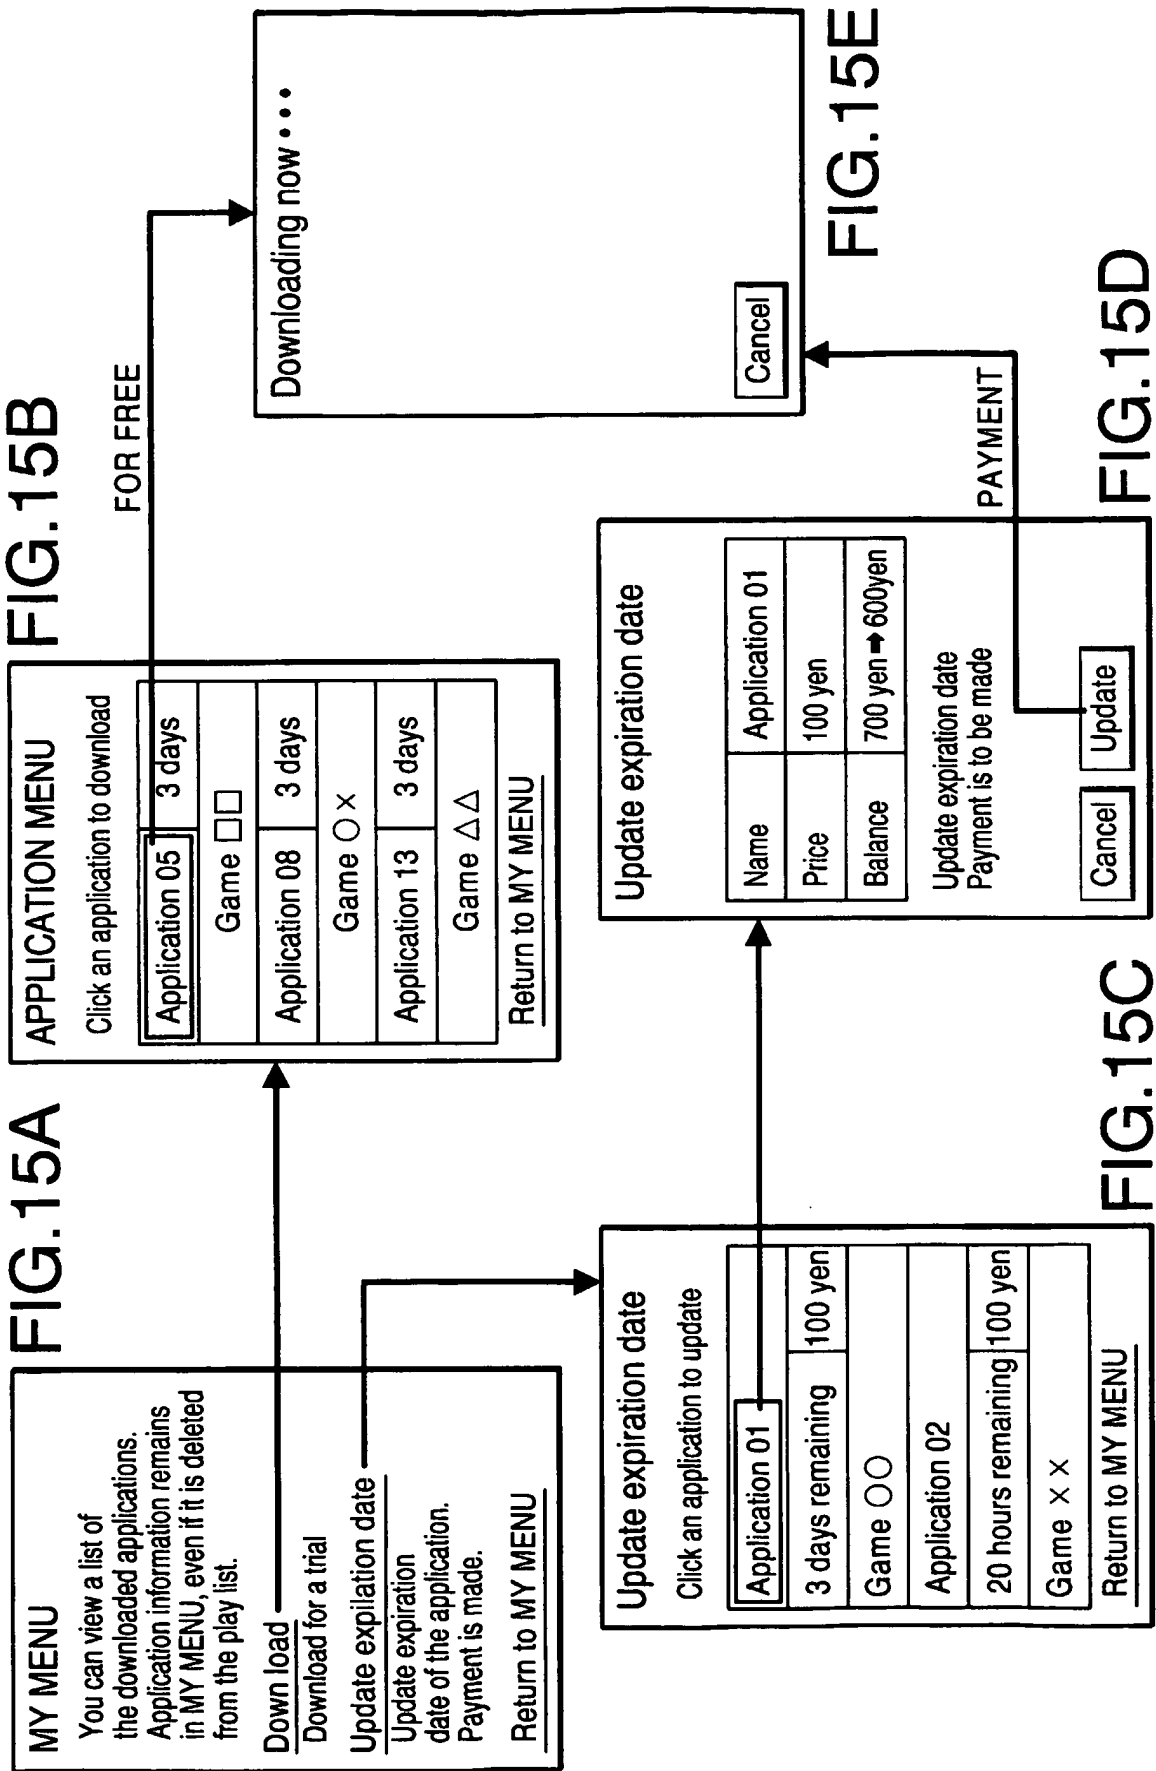 FIG.15A
MY MENU
You can view a list of
the downloaded applications.
Application information remains
in MY MENU, even if it is deleted
from the play list.
Down load
Download for a trial
Update explation date
Update expiration
date of the application.
Payment is made.
Return to MY MENU
FIG.15B
APPLICATION MENU
Click an application to download
Application 05 3 days
Game □□
Application 08 3 days
Game ○×
Application 13 3 days
Game △△
Return to MY MENU
FOR FREE
FIG.15C
Update expiration date
Click an application to update
Application 01
3 days remaining 100 yen
Game ○○
Application 02
20 hours remaining 100 yen
Game ××
Return to MY MENU
FIG.15D
Update expiration date
Name Application 01
Price 100 yen
Balance 700 yen➡600yen
Update expiration date
Payment is to be made
Cancel Update
PAYMENT
FIG.15E
Downloading now •••
Cancel